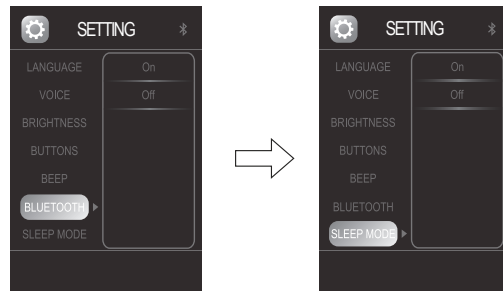 SETTING
LANGUAGE On
VOICE Off
BRIGHTNESS
BUTTONS
BEEP
BLUETOOTH
SLEEP MODE
SETTING
LANGUAGE On
VOICE Off
BRIGHTNESS
BUTTONS
BEEP
BLUETOOTH
SLEEP MODE